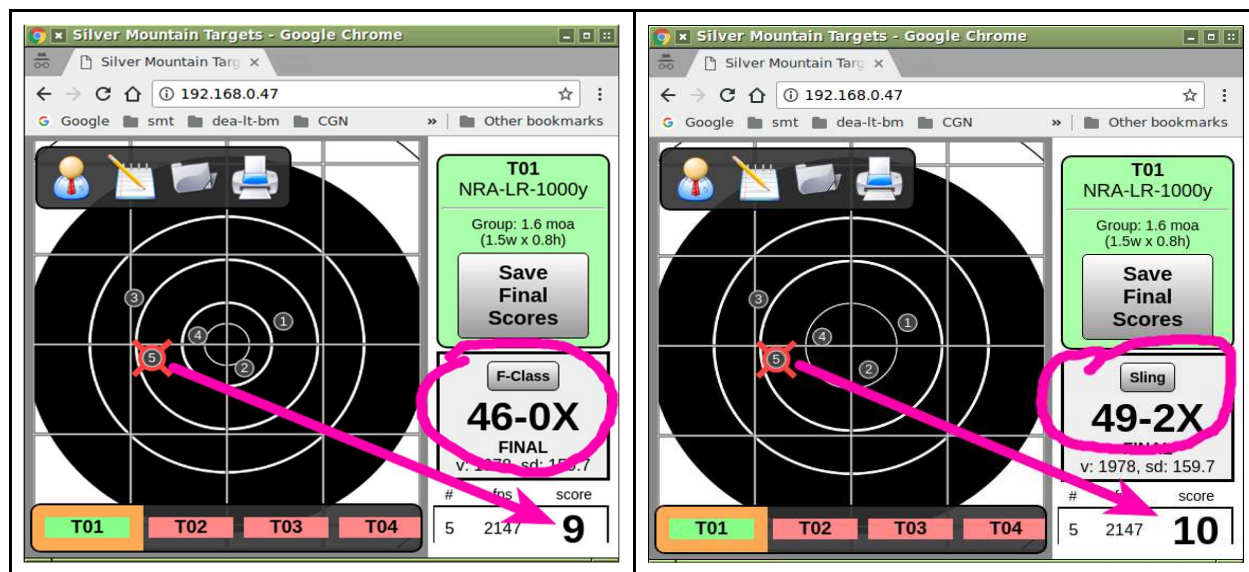 Silver Mountain Targets - Google Chrome
Silver Mountain Targ
192.168.0.47
Google smt dea-lt-bm CGN » Other bookmarks
T01
NRA-LR-1000y
Group: 1.6 moa
(1.5w x 0.8h)
Save
Final
Scores
3
1
4
5
2
F-Class
46-0X
FINAL
v: 1978, sd: 159.7
# fps score
5 2147 9
T01 T02 T03 T04
Silver Mountain Targets - Google Chrome
Silver Mountain Targ
192.168.0.47
Google smt dea-lt-bm CGN » Other bookmarks
T01
NRA-LR-1000y
Group: 1.6 moa
(1.5w x 0.8h)
Save
Final
Scores
3
1
4
5
2
Sling
49-2X
FINAL
v: 1978, sd: 159.7
# score
5 2147 10
T01 T02 T03 T04